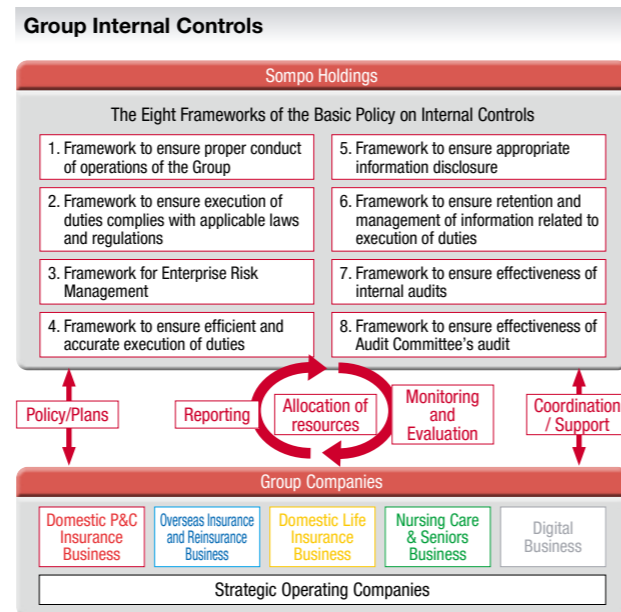 Group Internal Controls
Sompo Holdings
The Eight Frameworks of the Basic Policy on Internal Controls
1. Framework to ensure proper conduct
of operations of the Group
2. Framework to ensure execution of
duties complies with applicable laws
and regulations
3. Framework for Enterprise Risk
Management
4. Framework to ensure efficient and
accurate execution of duties
5. Framework to ensure appropriate
information disclosure
6. Framework to ensure retention and
management of information related to
execution of duties
7. Framework to ensure effectiveness of
internal audits
8. Framework to ensure effectiveness of
Audit Committee's audit
Policy/Plans
Reporting
Allocation of
resources
Monitoring
and
Evaluation
Coordination
/ Support
Group Companies
Domestic P&C
Insurance
Business
Overseas Insurance
and Reinsurance
Business
Domestic Life
Insurance
Business
Nursing Care
& Seniors
Business
Digital
Business
Strategic Operating Companies